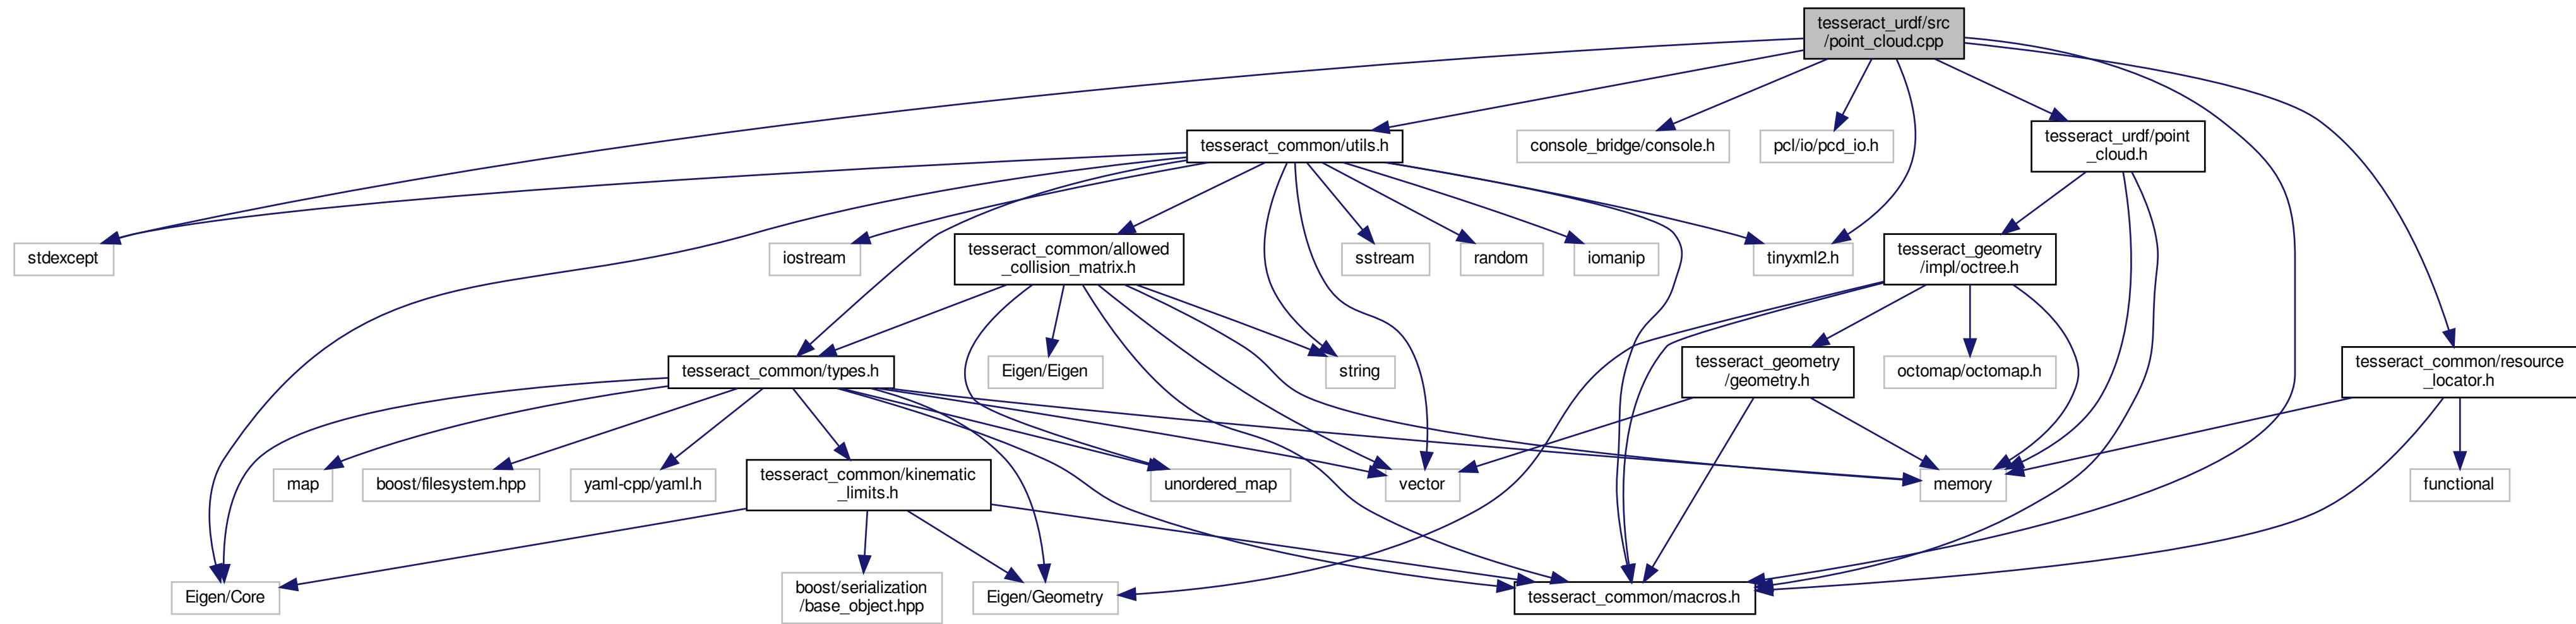 tesseract_urdf/src
/point_cloud.cpp
tesseract_common/utils.h
console_bridge/console.h
pcl/io/pcd_io.h
tesseract_urdf/point
_cloud.h
stdexcept
iostream
tesseract_common/allowed
_collision_matrix.h
sstream
random
iomanip
tinyxml2.h
tesseract_geometry
/impl/octree.h
tesseract_common/types.h
Eigen/Eigen
string
tesseract_geometry
/geometry.h
octomap/octomap.h
tesseract_common/resource
_locator.h
map
boost/filesystem.hpp
yaml-cpp/yaml.h
tesseract_common/kinematic
_limits.h
unordered_map
vector
memory
functional
Eigen/Core
boost/serialization
/base_object.hpp
Eigen/Geometry
tesseract_common/macros.h